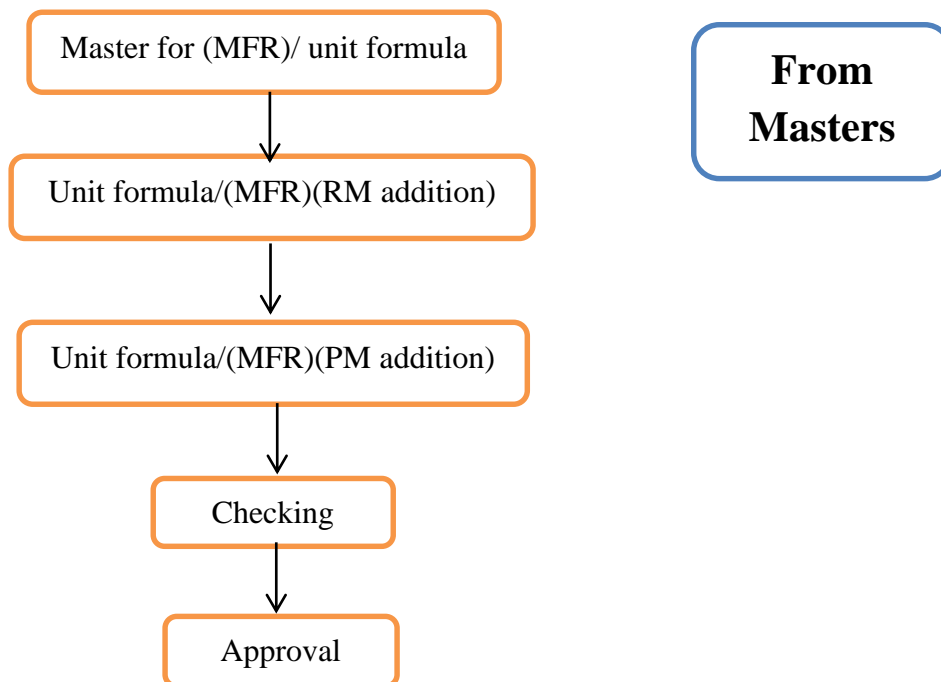 Master for (MFR)/ unit formula
From
Masters
Unit formula/(MFR)(RM addition)
Unit formula/(MFR)(PM addition)
Checking
Approval